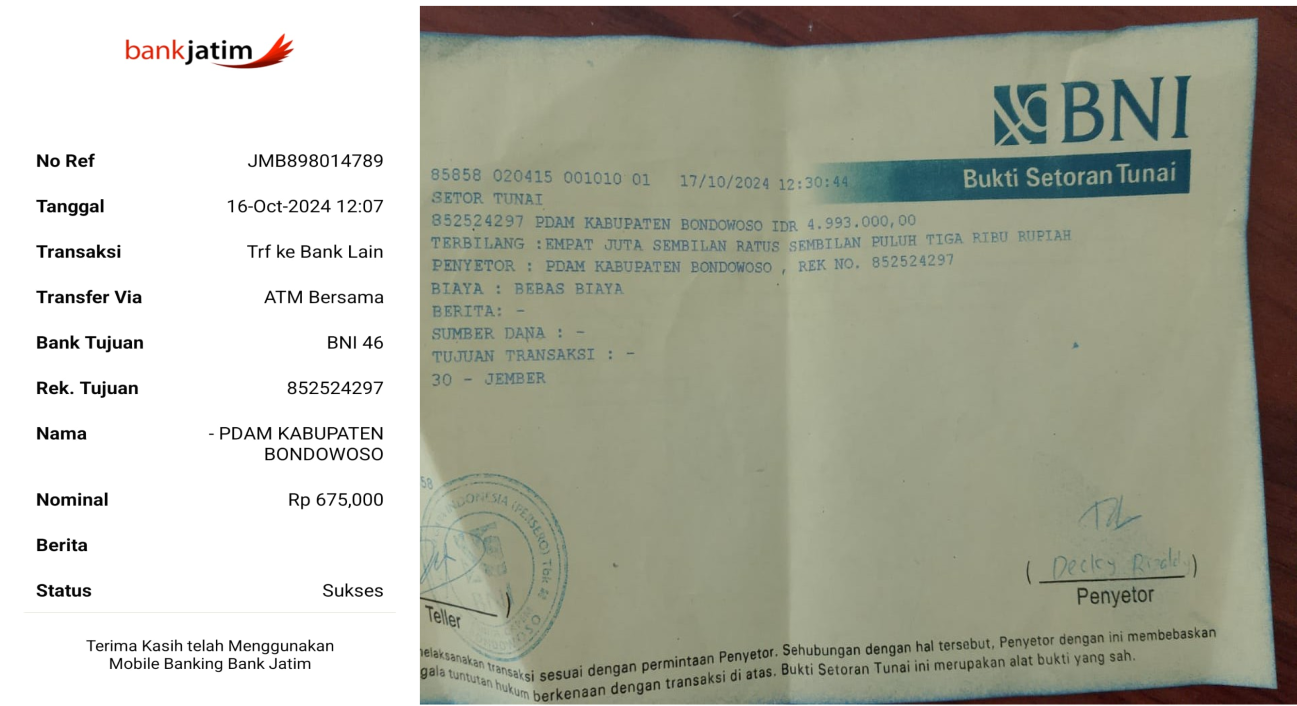 bankjatim
No Ref JMB898014789
Tanggal 16-Oct-2024 12:07
Transaksi Trf ke Bank Lain
Transfer Via ATM Bersama
Bank Tujuan BNI 46
Rek. Tujuan 852524297
Nama - PDAM KABUPATEN
BONDOWOSO
Nominal Rp 675,000
Berita
Status Sukses
Terima Kasih telah Menggunakan
Mobile Banking Bank Jatim
BNI
Bukti Setoran Tunai
85858 020415 001010 01 17/10/2024 12:30:44
SETOR TUNAI
852524297 PDAM KABUPATEN BONDOWOSO IDR 4.993.000,00
TERBILANG :EMPAT JUTA SEMBILAN RATUS SEMBILAN PULUH TIGA RIBU RUPIAH
PENYETOR : PDAM KABUPATEN BONDOWOSO , REK NO. 852524297
BIAYA : BEBAS BIAYA
BERITA: -
SUMBER DANA : -
TUJUAN TRANSAKSI : -
30 - JEMBER
58
INDONESIA (PERSERO) Tbk
( Decky )
Teller )
Penyetor
melaksanakan transaksi sesuai dengan permintaan Penyetor. Sehubungan dengan hal tersebut, Penyetor dengan ini membebaskan
gala tuntutan hukum berkenaan dengan transaksi di atas. Bukti Setoran Tunai ini merupakan alat bukti yang sah.